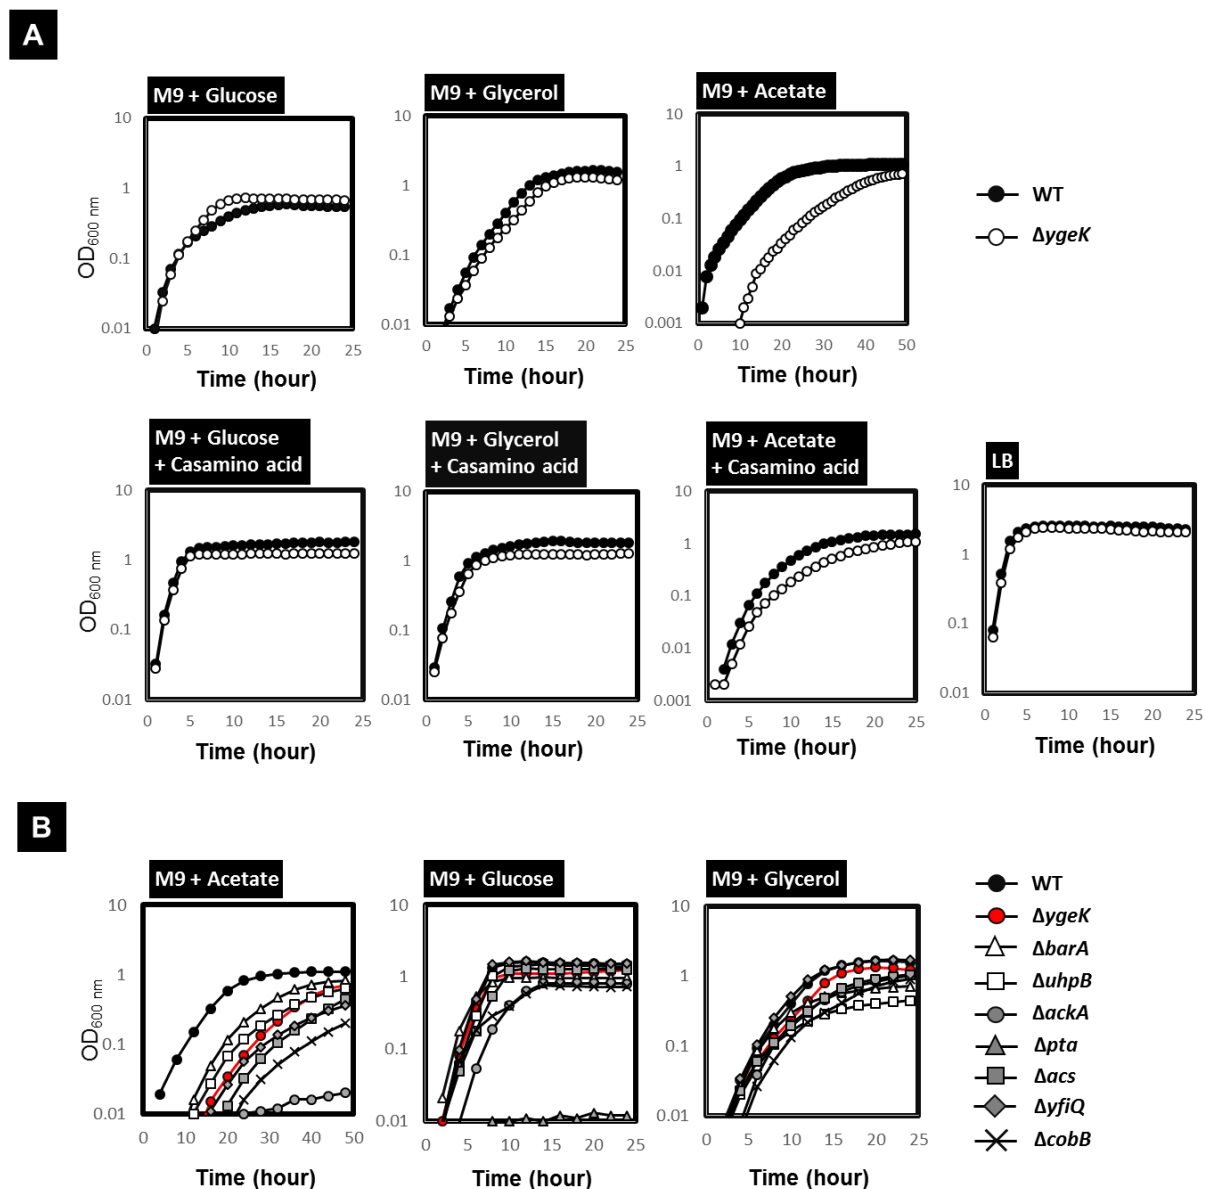 A
M9 + Glucose
10
1
0.1
0.01
OD600 nm
0 5 10 15 20 25
Time (hour)
M9 + Glycerol
10
1
0.1
0.01
0 5 10 15 20 25
Time (hour)
M9 + Acetate
10
1
0.1
0.01
0.001
0 10 20 30 40 50
Time (hour)
WT
ΔygeK
M9 + Glucose
+ Casamino acid
10
1
0.1
0.01
OD600 nm
0 5 10 15 20 25
Time (hour)
M9 + Glycerol
+ Casamino acid
10
1
0.1
0.01
0 5 10 15 20 25
Time (hour)
M9 + Acetate
+ Casamino acid
10
1
0.1
0.01
0.001
0 5 10 15 20 25
Time (hour)
LB
10
1
0.1
0.01
0 5 10 15 20 25
Time (hour)
B
M9 + Acetate
10
1
0.1
0.01
OD600 nm
0 10 20 30 40 50
Time (hour)
M9 + Glucose
10
1
0.1
0.01
0 5 10 15 20 25
Time (hour)
M9 + Glycerol
10
1
0.1
0.01
0 5 10 15 20 25
Time (hour)
WT
ΔygeK
ΔbarA
ΔuhpB
ΔackA
Δpta
Δacs
ΔyfiQ
ΔcobB